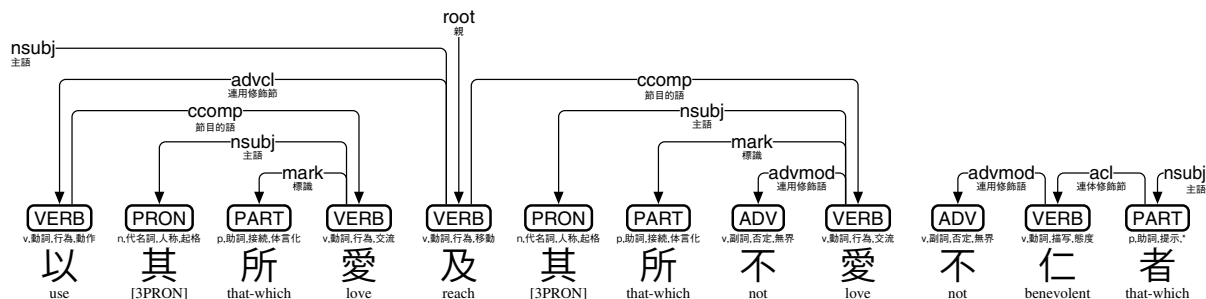 root
親
nsubj
主語
advcl
連用修飾節
ccomp
節目的語
ccomp
節目的語
nsubj
主語
nsubj
主語
mark
標識
mark
標識
advmod
連用修飾語
advmod
連用修飾語
acl
連体修飾節
nsubj
主語
VERB PRON PART VERB VERB PRON PART ADV VERB ADV VERB PART
v,動詞,行為,動作 n,代名詞,人称,起格 p,助詞,接続,体言化 v,動詞,行為,交流 v,動詞,行為,移動 n,代名詞,人称,起格 p,助詞,接続,体言化 v,副詞,否定,無界 v,動詞,行為,交流 v,副詞,否定,無界 v,動詞,描写,態度 p,助詞,提示,*
以 其 所 愛 及 其 所 不 愛 不 仁 者
use [3PRON] that-which love reach [3PRON] that-which not love not benevolent that-which